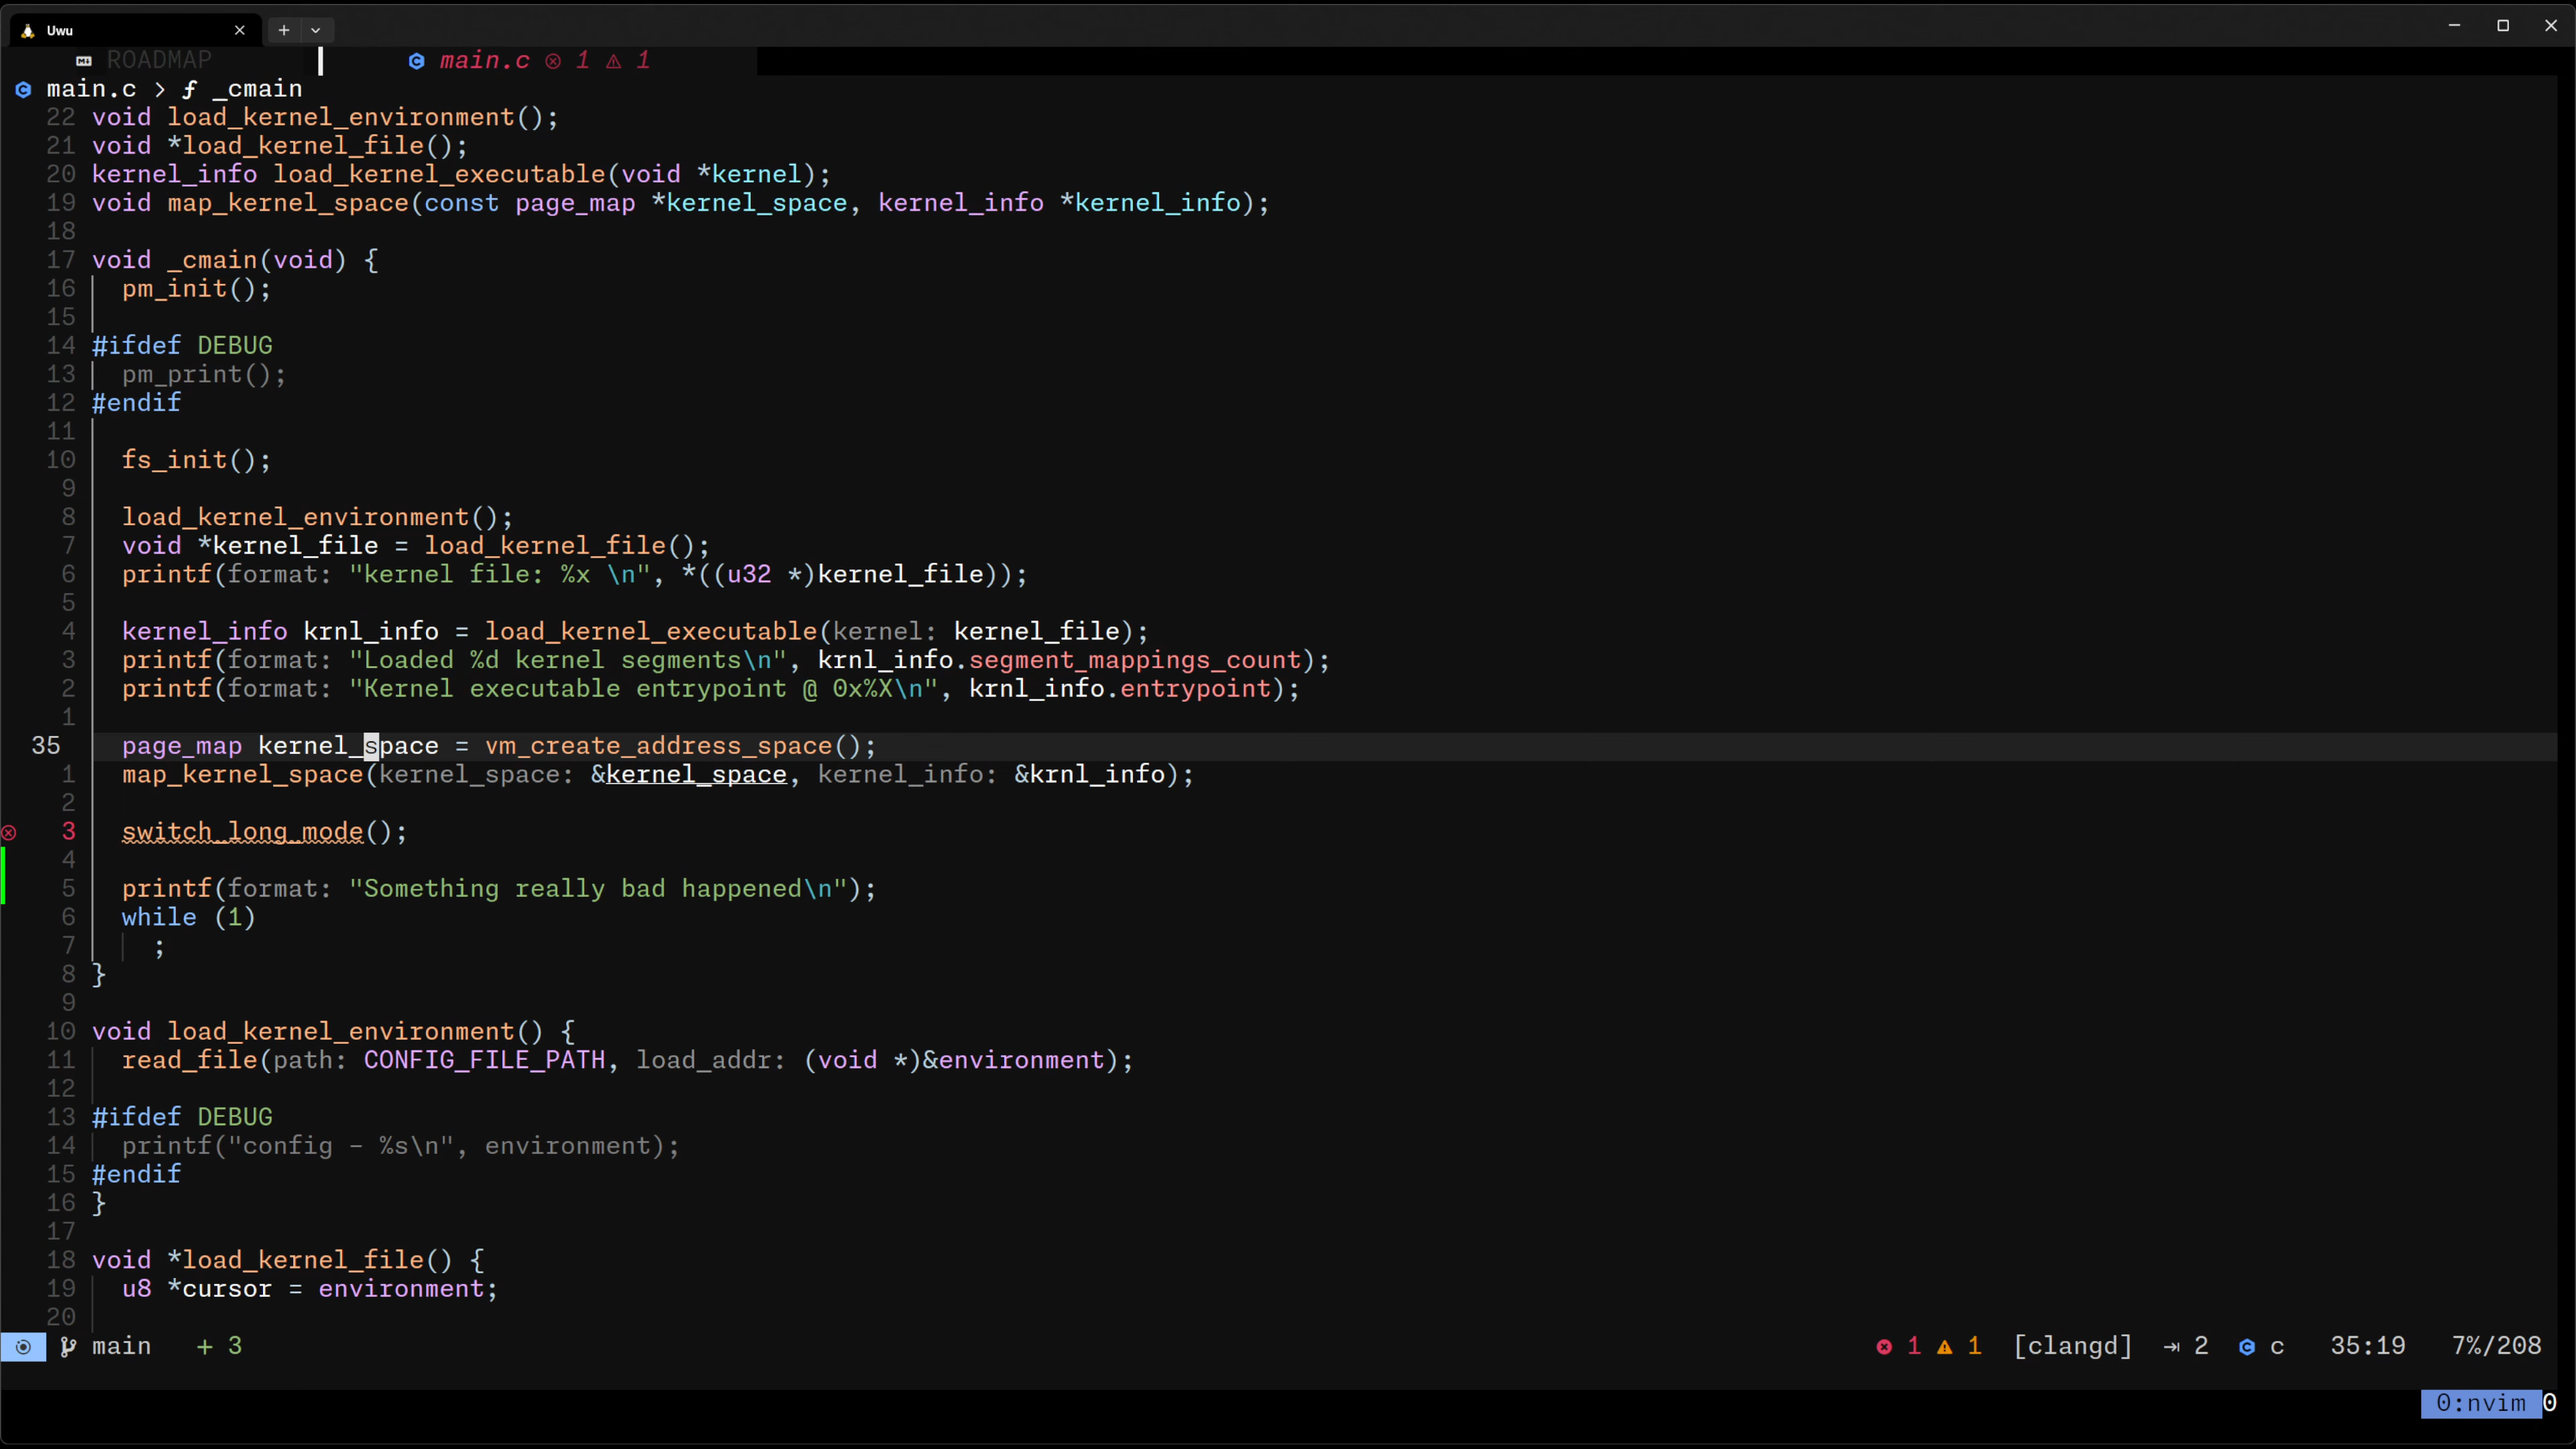 Uwu
ROADMAP main.c 1 1
main.c > ƒ _cmain
22 void load_kernel_environment();
21 void *load_kernel_file();
20 kernel_info load_kernel_executable(void *kernel);
19 void map_kernel_space(const page_map *kernel_space, kernel_info *kernel_info);
18
17 void _cmain(void) {
16   pm_init();
15
14 #ifdef DEBUG
13   pm_print();
12 #endif
11
10   fs_init();
9
8   load_kernel_environment();
7   void *kernel_file = load_kernel_file();
6   printf(format: "kernel file: %x \n", *((u32 *)kernel_file));
5
4   kernel_info krnl_info = load_kernel_executable(kernel: kernel_file);
3   printf(format: "Loaded %d kernel segments\n", krnl_info.segment_mappings_count);
2   printf(format: "Kernel executable entrypoint @ 0x%X\n", krnl_info.entrypoint);
1
35   page_map kernel_space = vm_create_address_space();
1   map_kernel_space(kernel_space: &kernel_space, kernel_info: &krnl_info);
2
3   switch_long_mode();
4
5   printf(format: "Something really bad happened\n");
6   while (1)
7     ;
8 }
9
10 void load_kernel_environment() {
11   read_file(path: CONFIG_FILE_PATH, load_addr: (void *)&environment);
12
13 #ifdef DEBUG
14   printf("config - %s\n", environment);
15 #endif
16 }
17
18 void *load_kernel_file() {
19   u8 *cursor = environment;
20
main + 3 1 1 [clangd] 2 c 35:19 7%/208
0:nvim 0